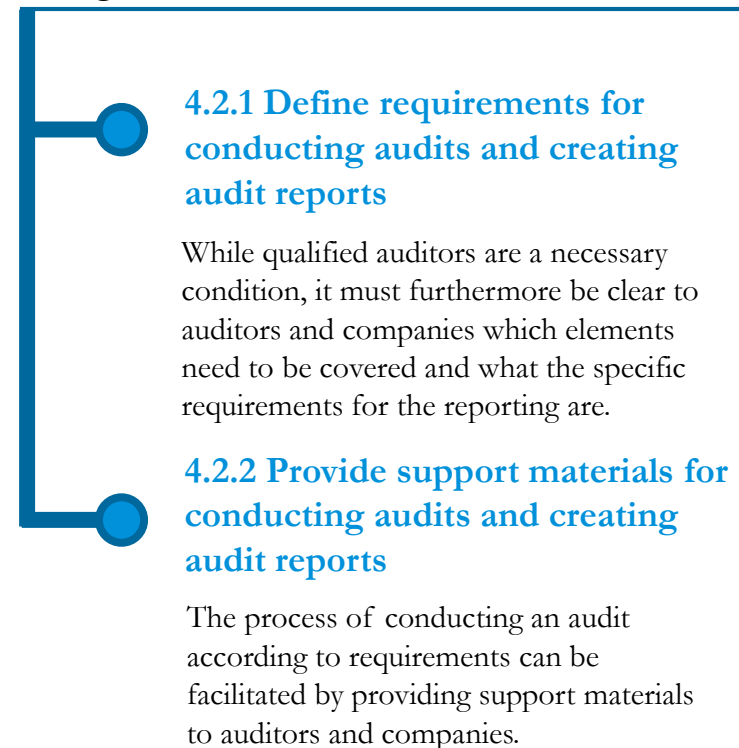 4.2.1 Define requirements for
conducting audits and creating
audit reports
While qualified auditors are a necessary
condition, it must furthermore be clear to
auditors and companies which elements
need to be covered and what the specific
requirements for the reporting are.
4.2.2 Provide support materials for
conducting audits and creating
audit reports
The process of conducting an audit
according to requirements can be
facilitated by providing support materials
to auditors and companies.